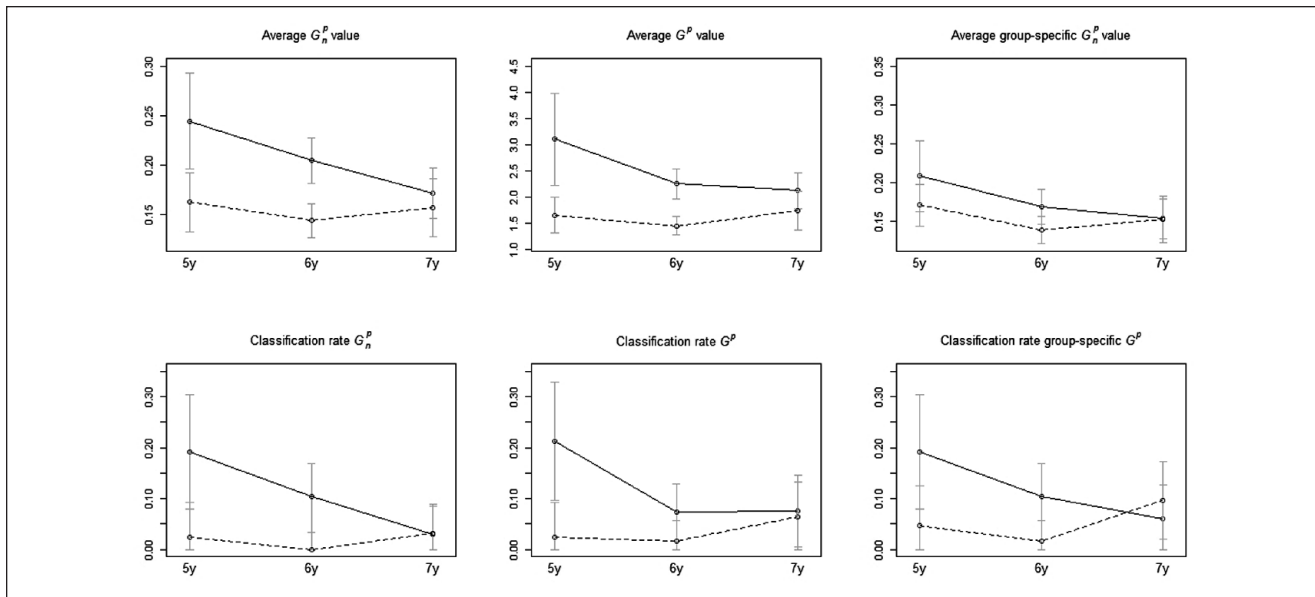 Average G_n^p value
0.15 0.20 0.25 0.30
5y 6y 7y
Average G^p value
1.0 1.5 2.0 2.5 3.0 3.5 4.0 4.5
5y 6y 7y
Average group-specific G_n^p value
0.15 0.20 0.25 0.30 0.35
5y 6y 7y
Classification rate G_n^p
0.00 0.10 0.20 0.30
5y 6y 7y
Classification rate G^p
0.00 0.10 0.20 0.30
5y 6y 7y
Classification rate group-specific G^p
0.00 0.10 0.20 0.30
5y 6y 7y